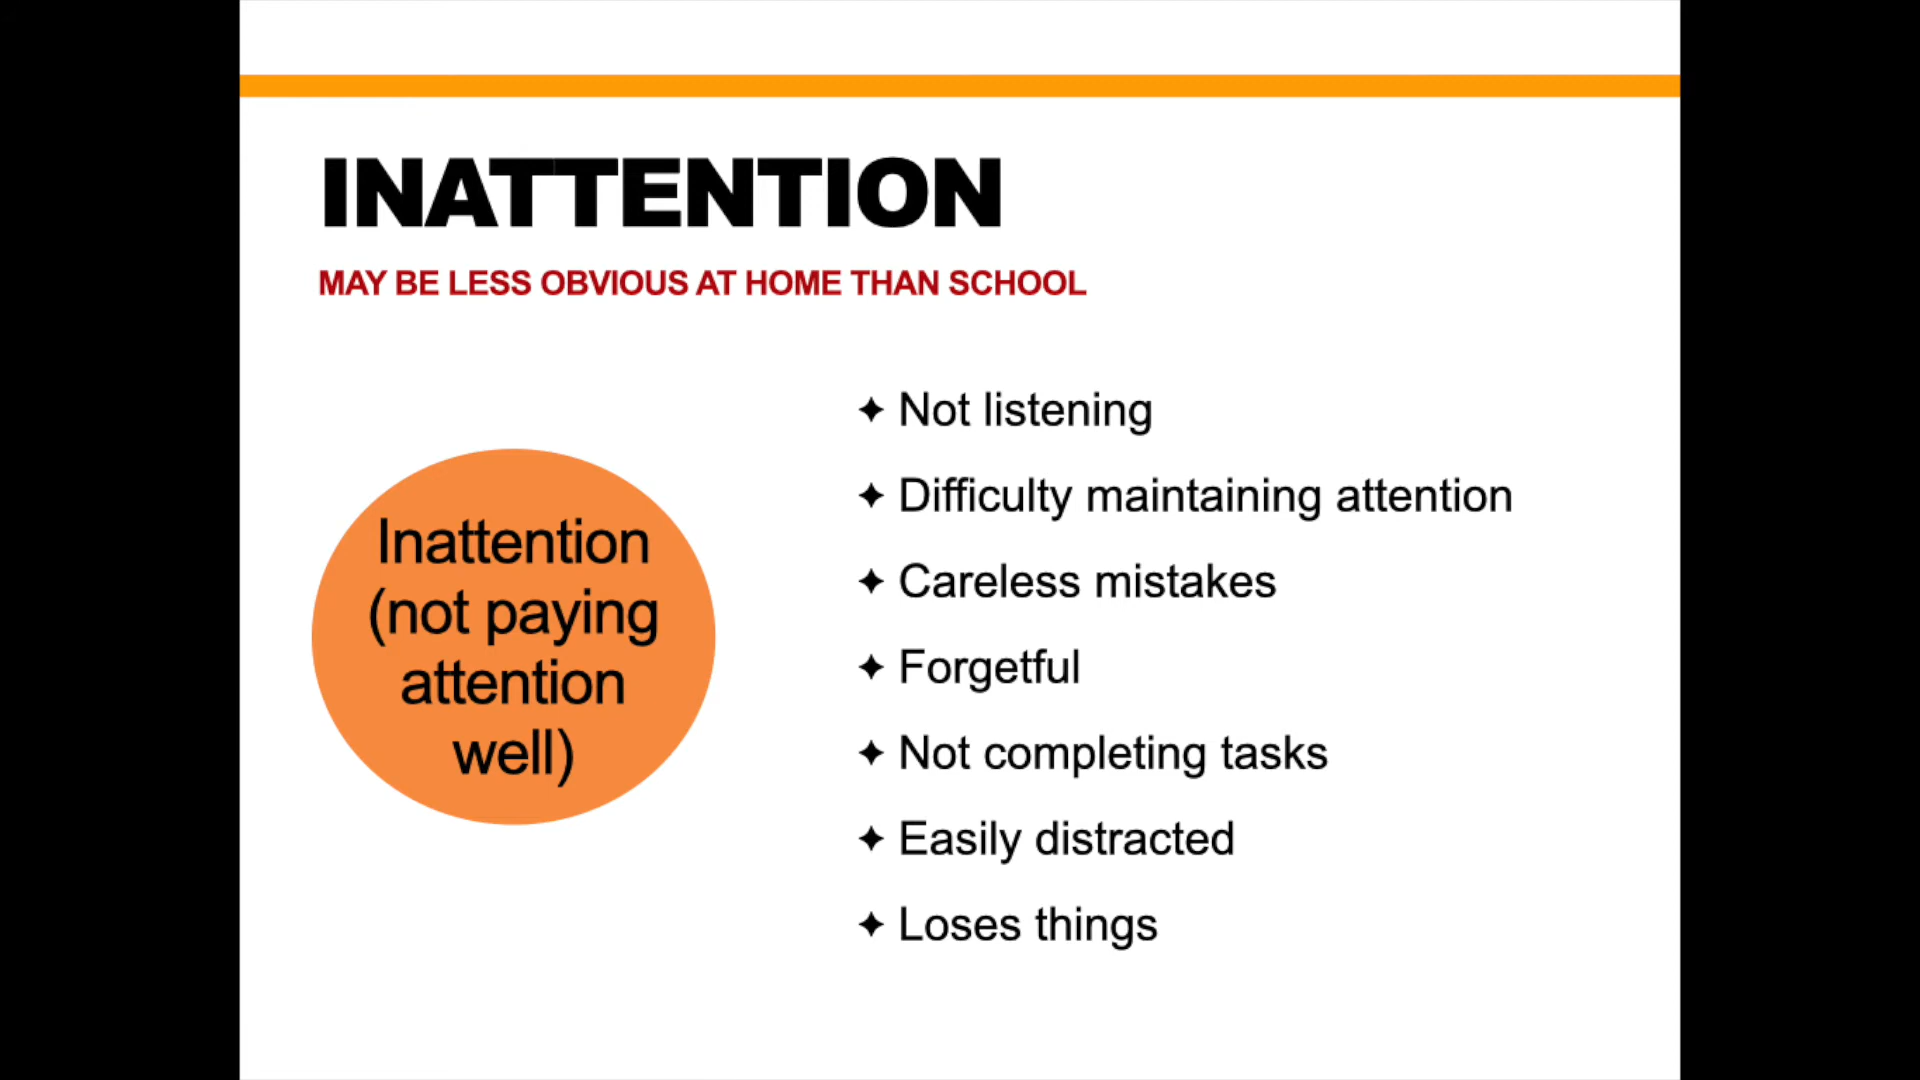 INATTENTION
MAY BE LESS OBVIOUS AT HOME THAN SCHOOL
Inattention
(not paying
attention
well)
✦ Not listening
✦ Difficulty maintaining attention
✦ Careless mistakes
✦ Forgetful
✦ Not completing tasks
✦ Easily distracted
✦ Loses things